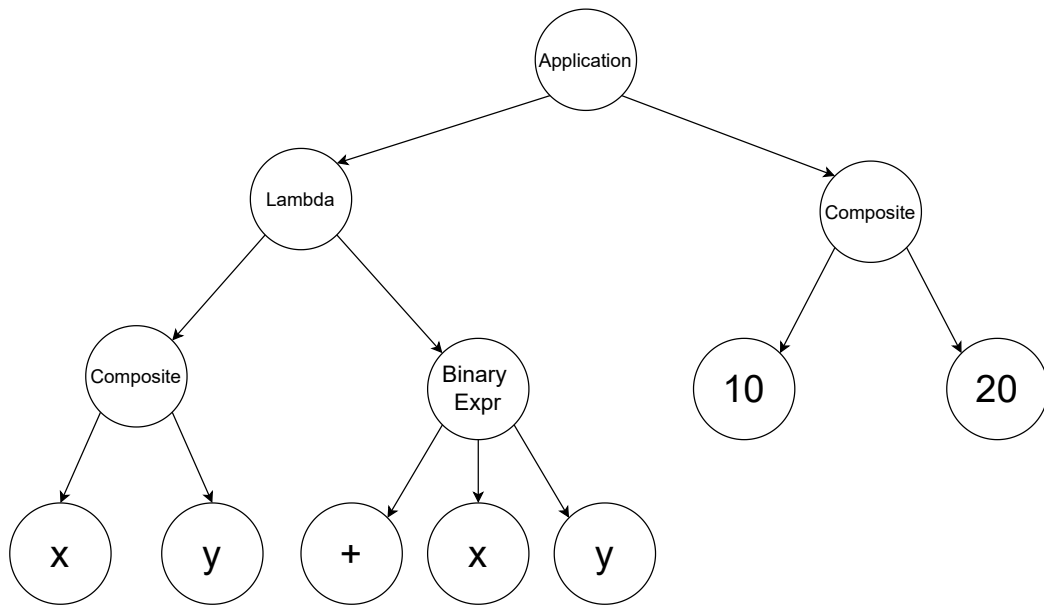 Application
Lambda
Composite
Composite
Binary
Expr
10
20
x
y
+
x
y